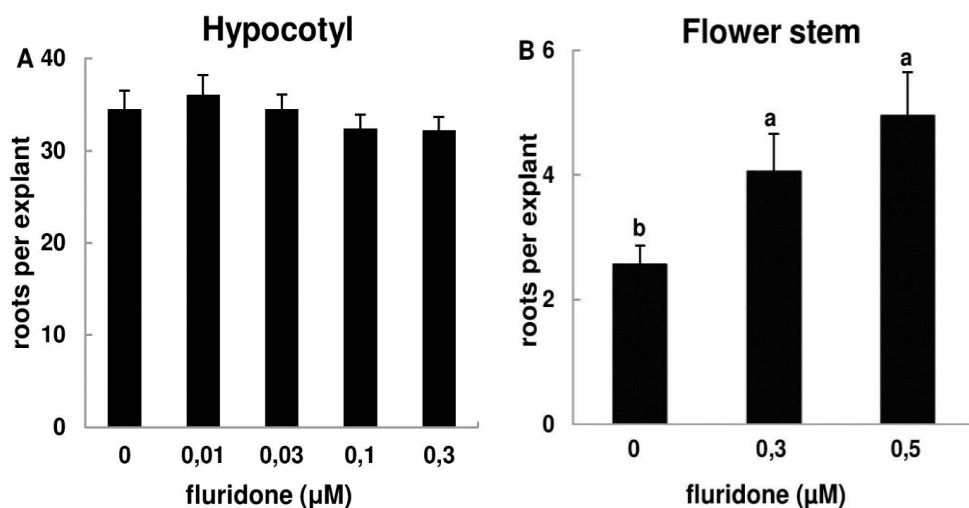 A Hypocotyl
40
30
20
10
0
roots per explant
0 0,01 0,03 0,1 0,3
fluridone (µM)
B Flower stem
6
4
2
0
roots per explant
b a a
0 0,3 0,5
fluridone (µM)